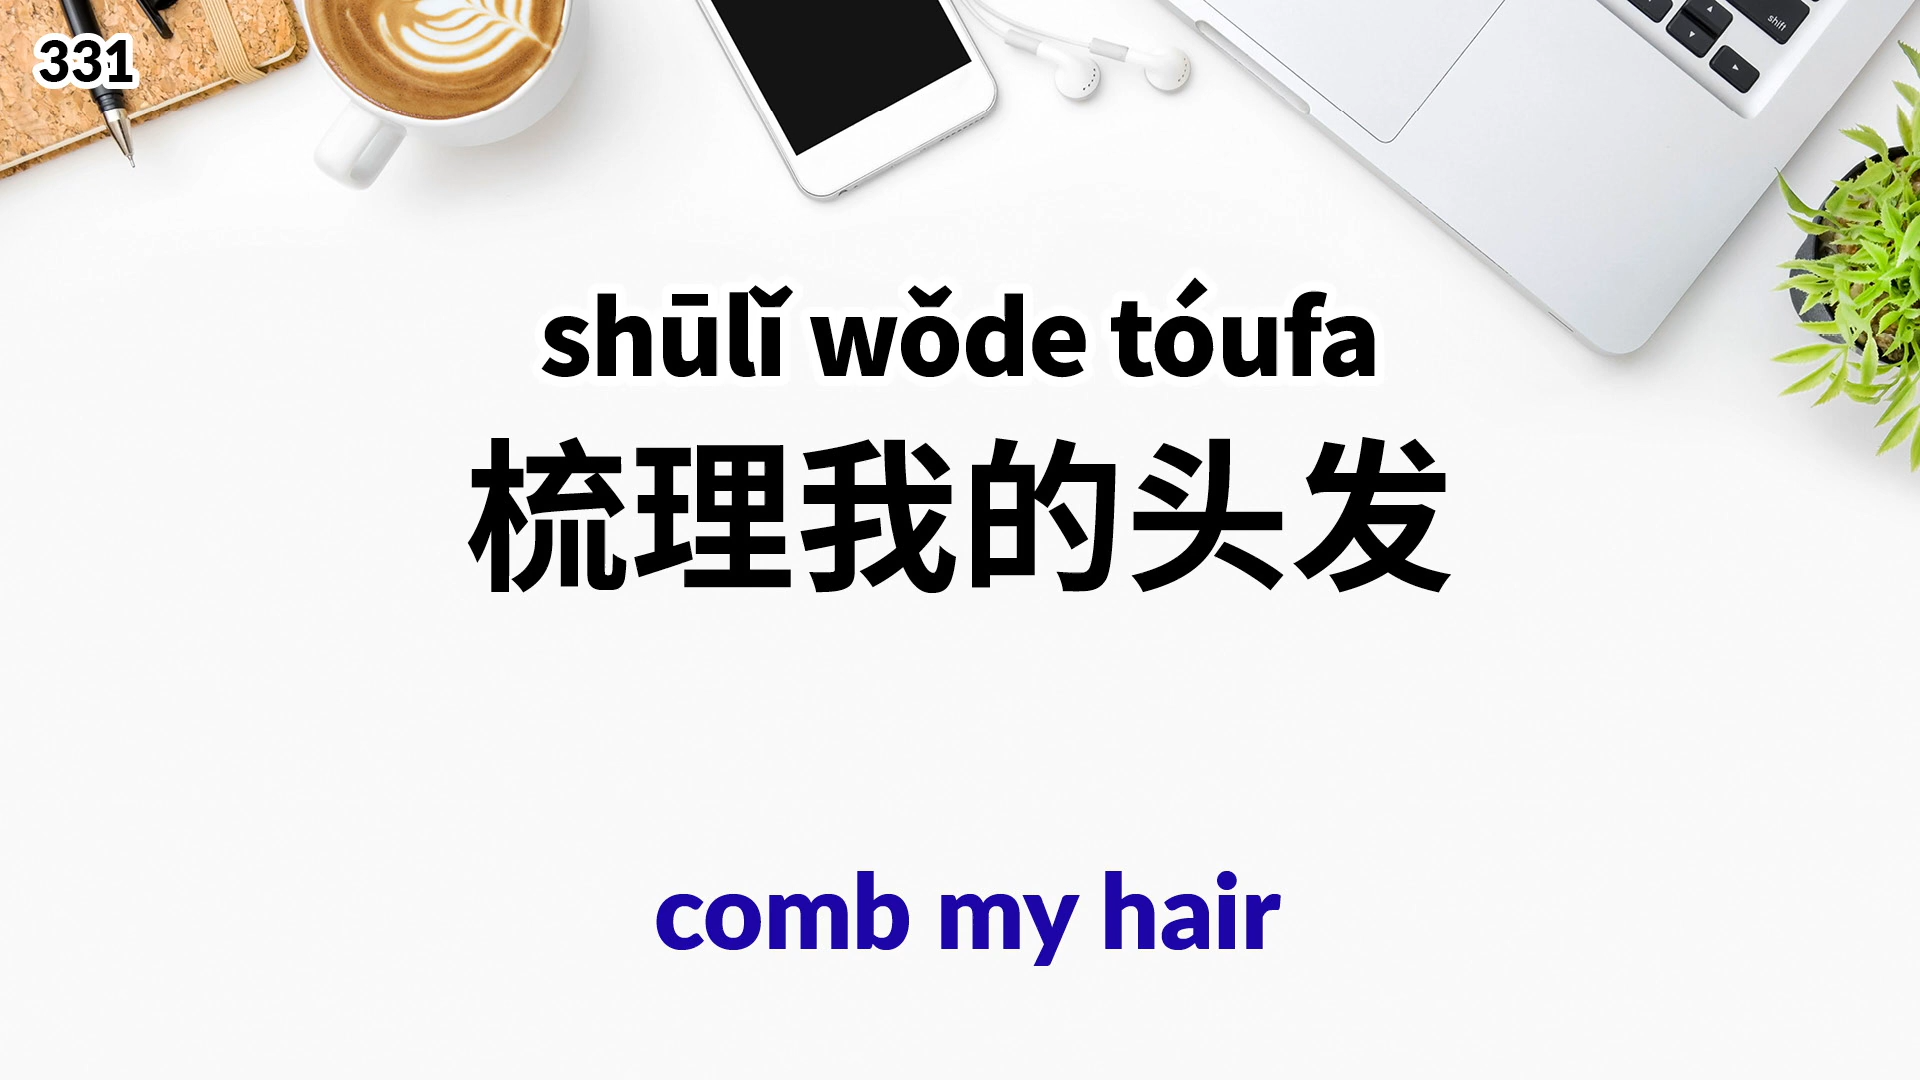 331
shift
shūlǐ wǒde tóufa
梳理我的头发
comb my hair